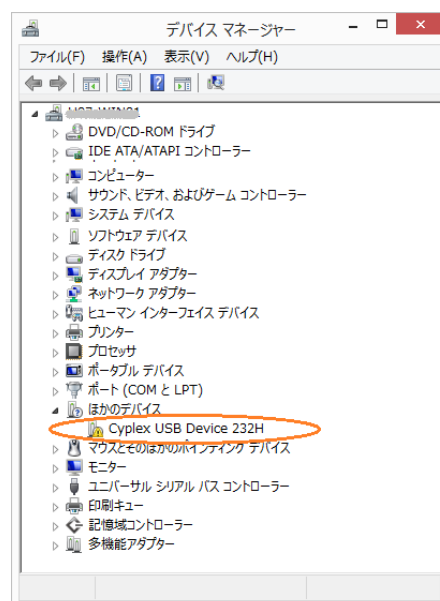 デバイス マネージャー
ファイル(F) 操作(A) 表示(V) ヘルプ(H)
DVD/CD-ROM ドライブ
IDE ATA/ATAPI コントローラー
コンピューター
サウンド、ビデオ、およびゲーム コントローラー
システム デバイス
ソフトウェア デバイス
ディスク ドライブ
ディスプレイ アダプター
ネットワーク アダプター
ヒューマン インターフェイス デバイス
プリンター
プロセッサ
ポータブル デバイス
ポート (COM と LPT)
ほかのデバイス
Cyplex USB Device 232H
マウスとそのほかのポインティング デバイス
モニター
ユニバーサル シリアル バス コントローラー
印刷キュー
記憶域コントローラー
多機能アダプター